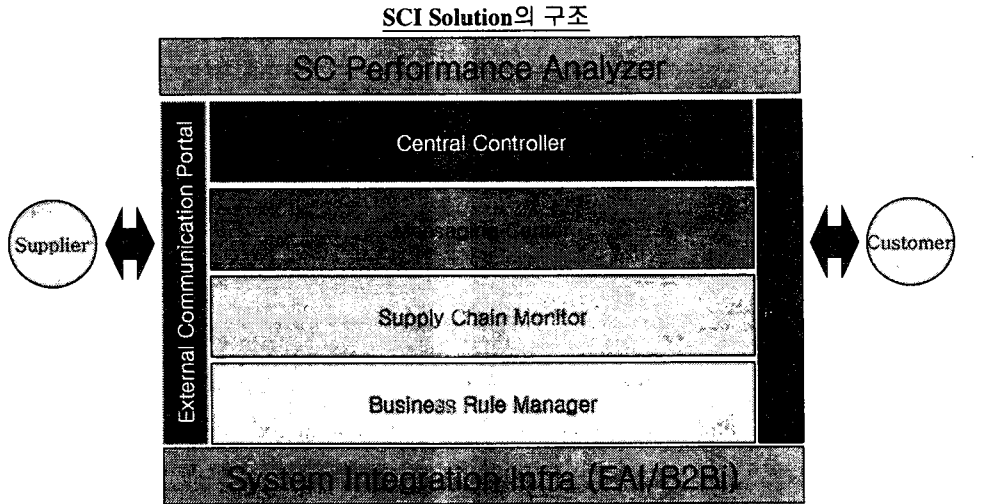 SCI Solution의 구조
SC Performance Analyzer
External Communication Portal
Central Controller
Supply Chain Monitor
Business Rule Manager
Supplier
Customer
System Integration Infra (EAI/B2Bi)